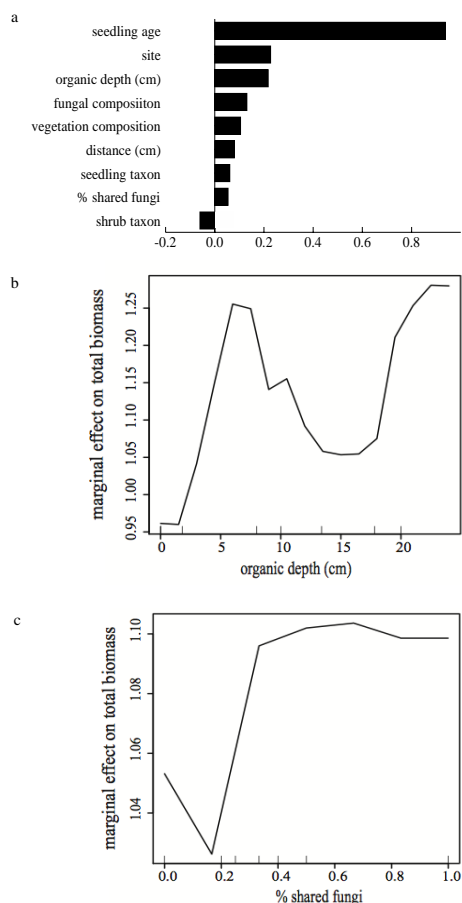 a
seedling age
site
organic depth (cm)
fungal composiiton
vegetation composition
distance (cm)
seedling taxon
% shared fungi
shrub taxon
-0.2 0.0 0.2 0.4 0.6 0.8
b
marginal effect on total biomass
1.25
1.20
1.15
1.10
1.05
1.00
0.95
0 5 10 15 20
organic depth (cm)
c
marginal effect on total biomass
1.10
1.08
1.06
1.04
0.0 0.2 0.4 0.6 0.8 1.0
% shared fungi